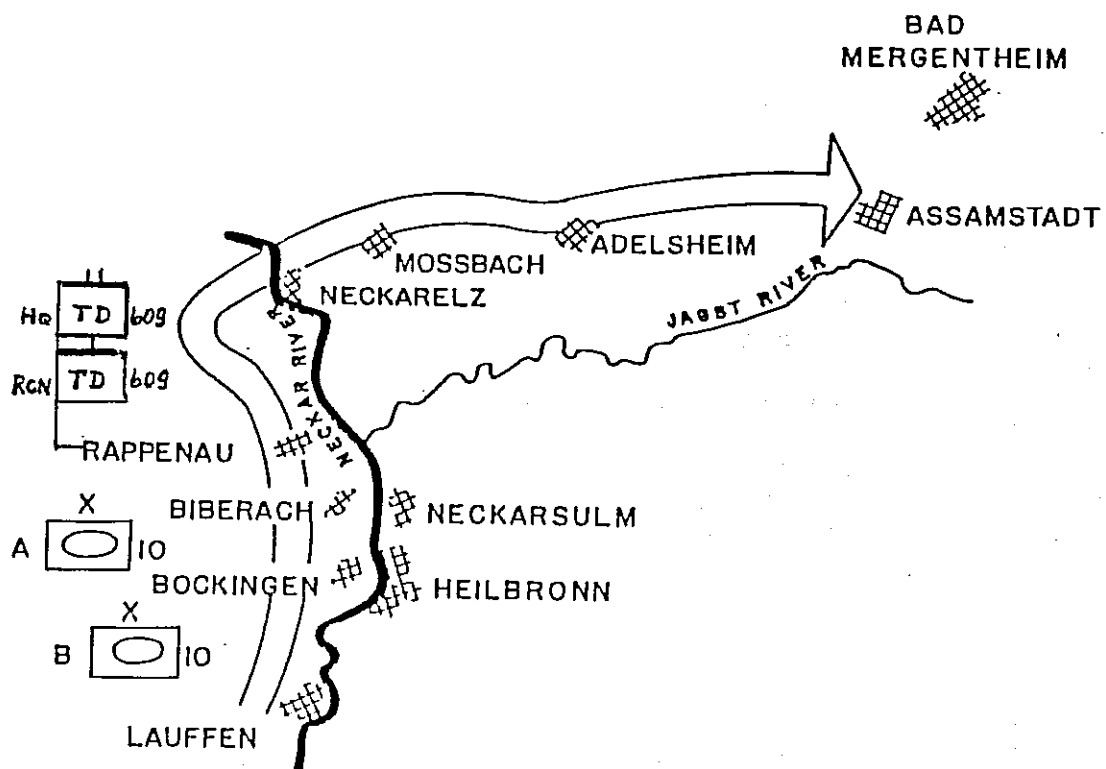 BAD
MERGENTHEIM
ASSAMSTADT
ADELSHEIM
MOSSBACH
NECKARELZ
JAGST RIVER
NECKAR RIVER
HQ TD 609
RCN TD 609
RAPPENAU
BIBERACH
NECKARSULM
X
A 10
BOCKINGEN
HEILBRONN
X
B 10
LAUFFEN